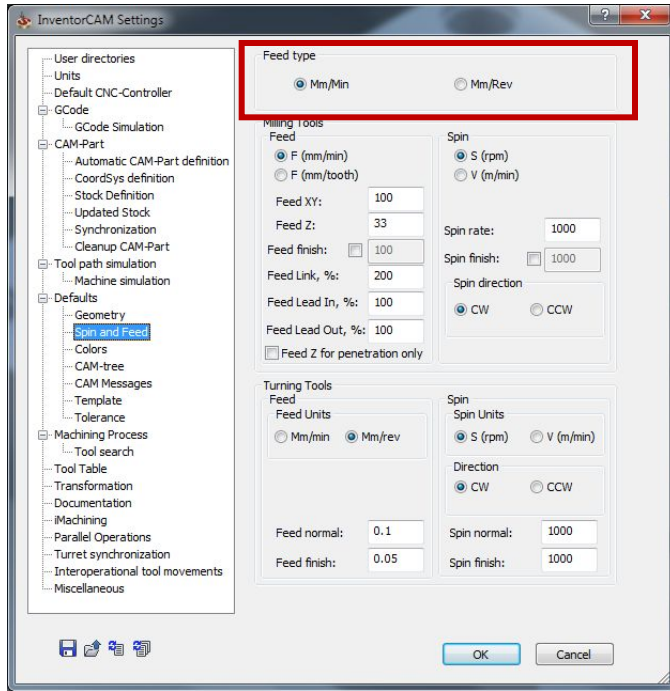 InventorCAM Settings
?
X
User directories
Units
Default CNC-Controller
GCode
GCode Simulation
CAM-Part
Automatic CAM-Part definition
CoordSys definition
Stock Definition
Updated Stock
Synchronization
Cleanup CAM-Part
Tool path simulation
Machine simulation
Defaults
Geometry
Spin and Feed
Colors
CAM-tree
CAM Messages
Template
Tolerance
Machining Process
Tool search
Tool Table
Transformation
Documentation
iMachining
Parallel Operations
Turret synchronization
Interoperational tool movements
Miscellaneous
Feed type
Mm/Min Mm/Rev
Milling Tools
Feed
F (mm/min)
F (mm/tooth)
Feed XY: 100
Feed Z: 33
Feed finish: 100
Feed Link, %: 200
Feed Lead In, %: 100
Feed Lead Out, %: 100
Feed Z for penetration only
Spin
S (rpm)
V (m/min)
Spin rate: 1000
Spin finish: 1000
Spin direction
CW CCW
Turning Tools
Feed
Feed Units
Mm/min Mm/rev
Feed normal: 0.1
Feed finish: 0.05
Spin
Spin Units
S (rpm) V (m/min)
Direction
CW CCW
Spin normal: 1000
Spin finish: 1000
OK Cancel